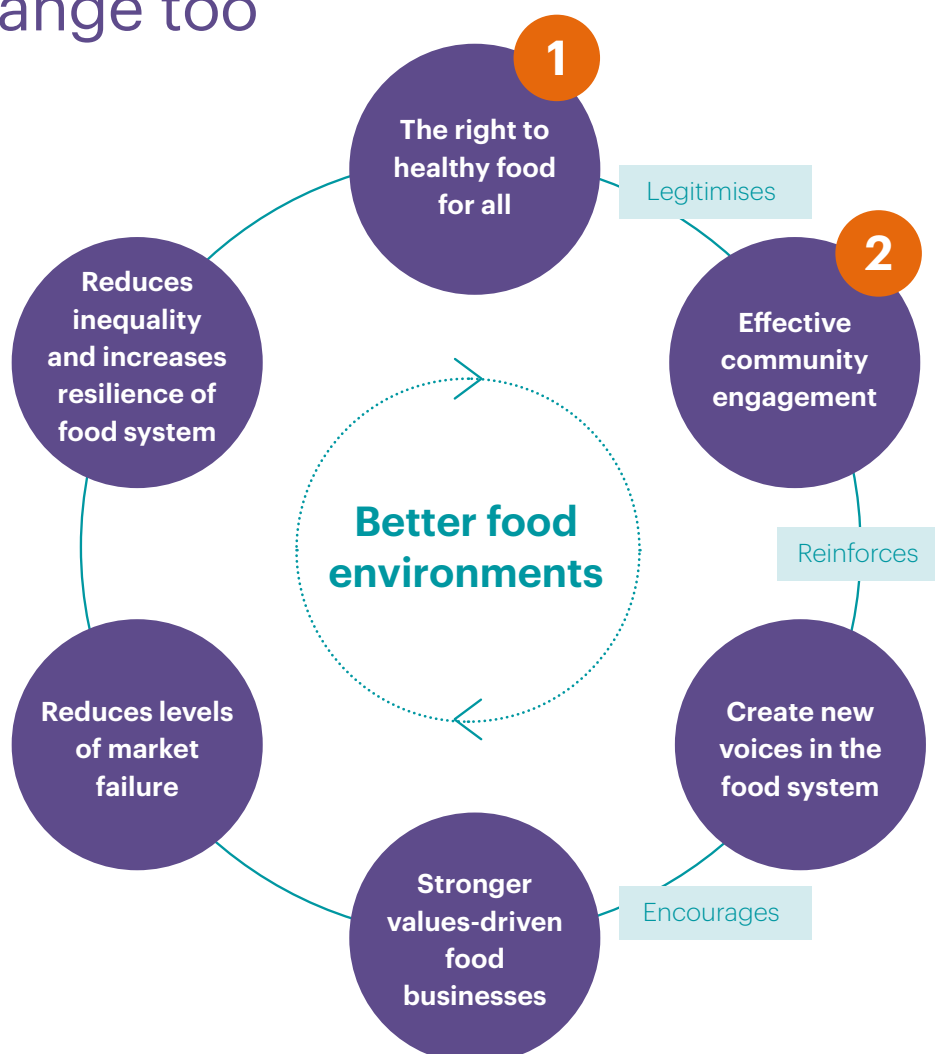 ange too
1
The right to
healthy food
for all
Legitimises
2
Effective
community
engagement
Reinforces
Create new
voices in the
food system
Encourages
Stronger
values-driven
food
businesses
Reduces levels
of market
failure
Reduces
inequality
and increases
resilience of
food system
Better food
environments